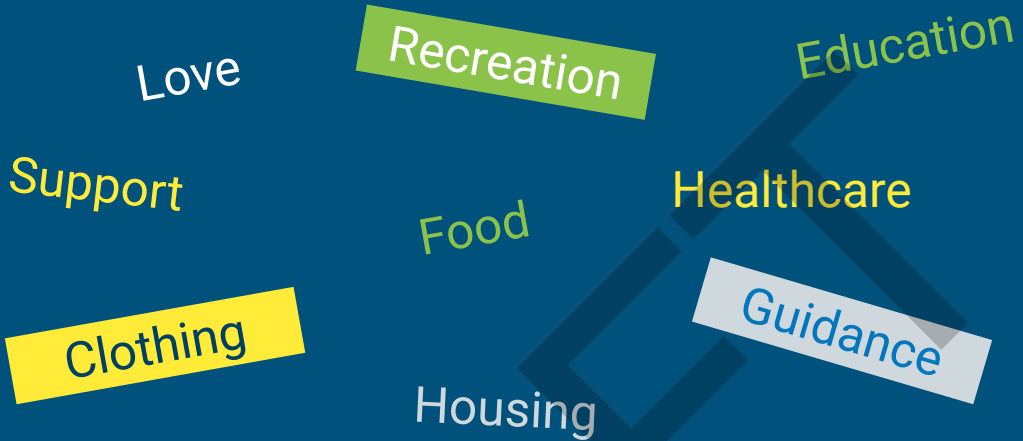 Love
Recreation
Education
Support
Food
Healthcare
Clothing
Guidance
Housing